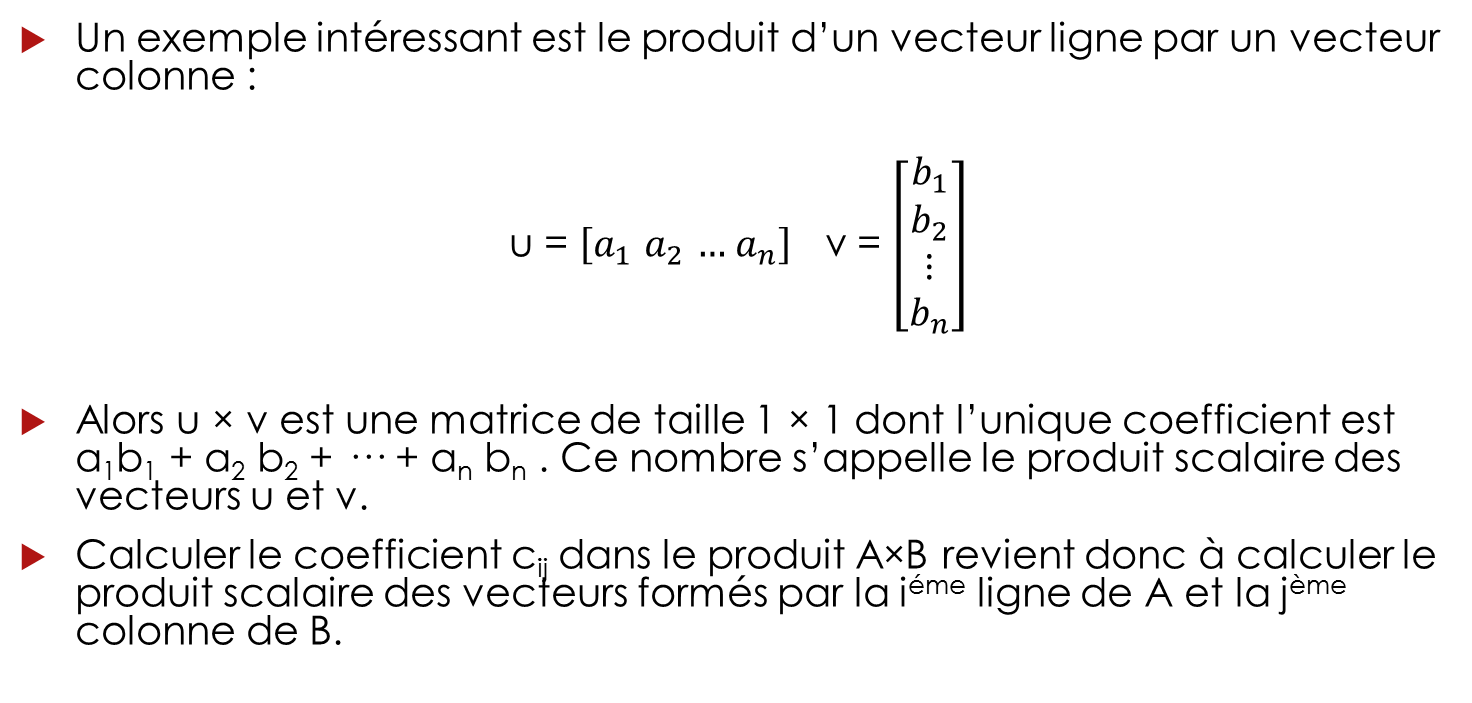 ▶ Un exemple intéressant est le produit d’un vecteur ligne par un vecteur
colonne :
u = [a₁ a₂ … aₙ]   v = [b₁ b₂ ⋮ bₙ]
▶ Alors u × v est une matrice de taille 1 × 1 dont l’unique coefficient est
a₁b₁ + a₂ b₂ + ⋯ + aₙ bₙ . Ce nombre s’appelle le produit scalaire des
vecteurs u et v.
▶ Calculer le coefficient cᵢⱼ dans le produit A×B revient donc à calculer le
produit scalaire des vecteurs formés par la iéme ligne de A et la jème
colonne de B.